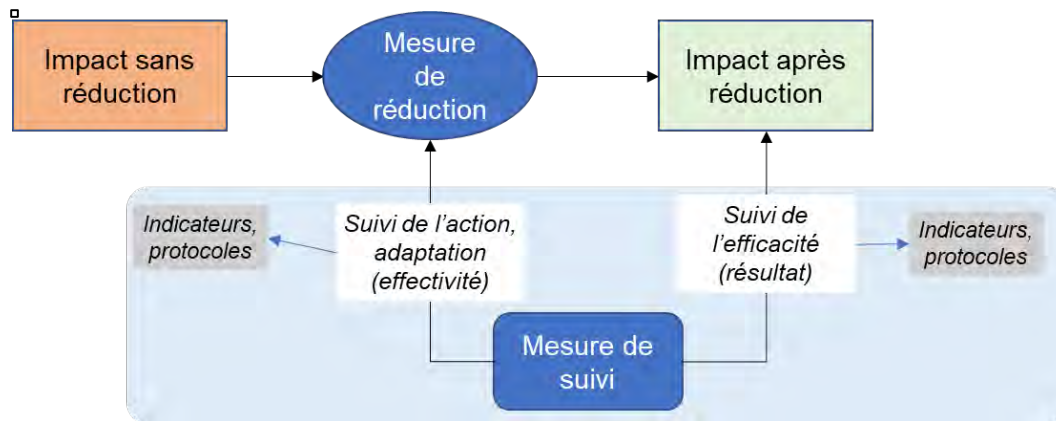 Impact sans
réduction
Mesure
de
réduction
Impact après
réduction
Indicateurs,
protocoles
Suivi de l'action,
adaptation
(effectivité)
Suivi de
l'efficacité
(résultat)
Indicateurs,
protocoles
Mesure de
suivi